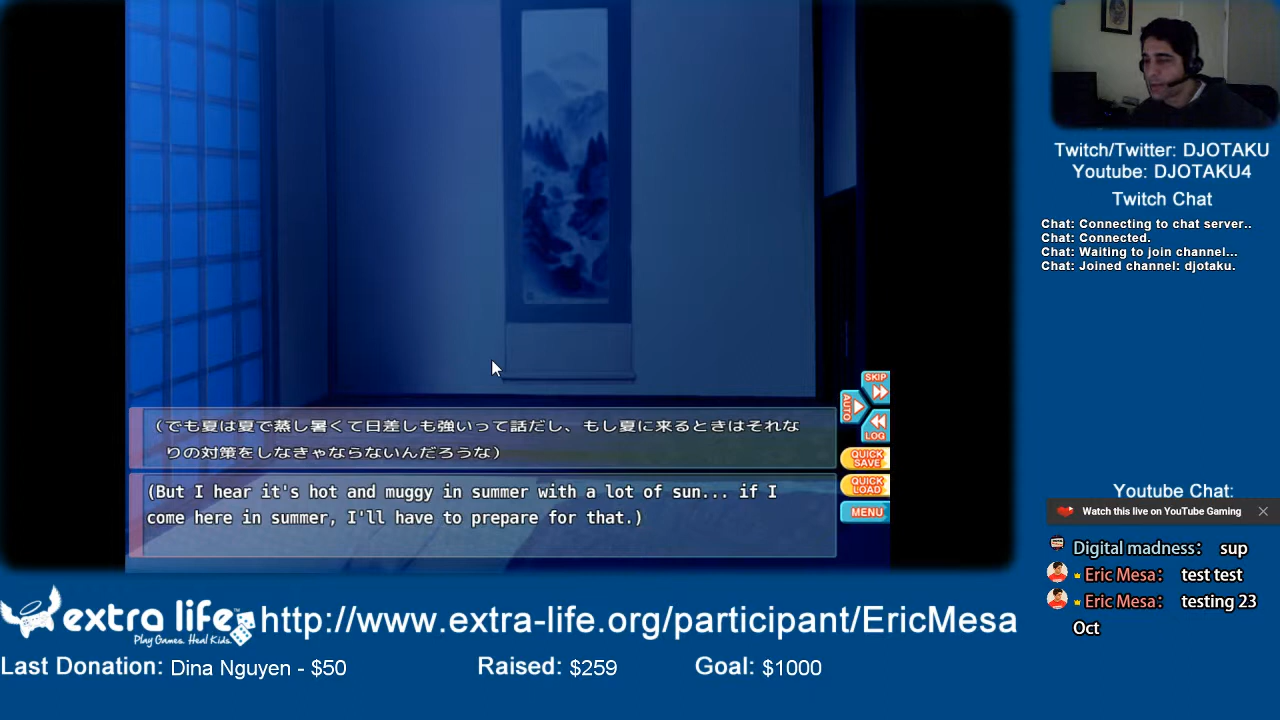 (でも夏は夏で蒸し暑くて日差しも強いって話だし、もし夏に来るときはそれな
りの対策をしなきゃならないんだろうな)
(But I hear it's hot and muggy in summer with a lot of sun... if I
come here in summer, I'll have to prepare for that.)
SKIP
AUTO
LOG
QUICK
SAVE
QUICK
LOAD
MENU
Twitch/Twitter: DJOTAKU
Youtube: DJOTAKU4
Twitch Chat
Chat: Connecting to chat server..
Chat: Connected.
Chat: Waiting to join channel...
Chat: Joined channel: djotaku.
Youtube Chat:
Watch this live on YouTube Gaming
Digital madness: sup
Eric Mesa: test test
Eric Mesa: testing 23
Oct
extra life
Play Games. Heal Kids.
http://www.extra-life.org/participant/EricMesa
Last Donation: Dina Nguyen - $50
Raised: $259
Goal: $1000